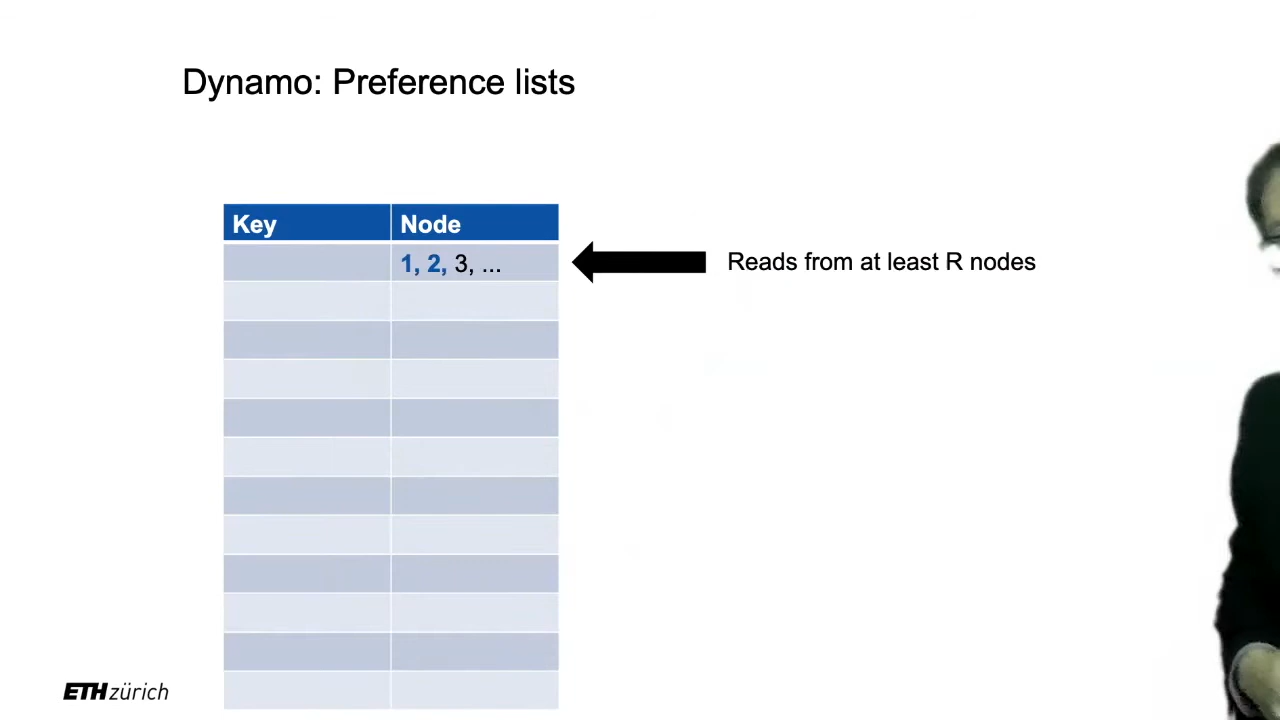 Dynamo: Preference lists
Key Node
1, 2, 3, ...
Reads from at least R nodes
ETH zürich